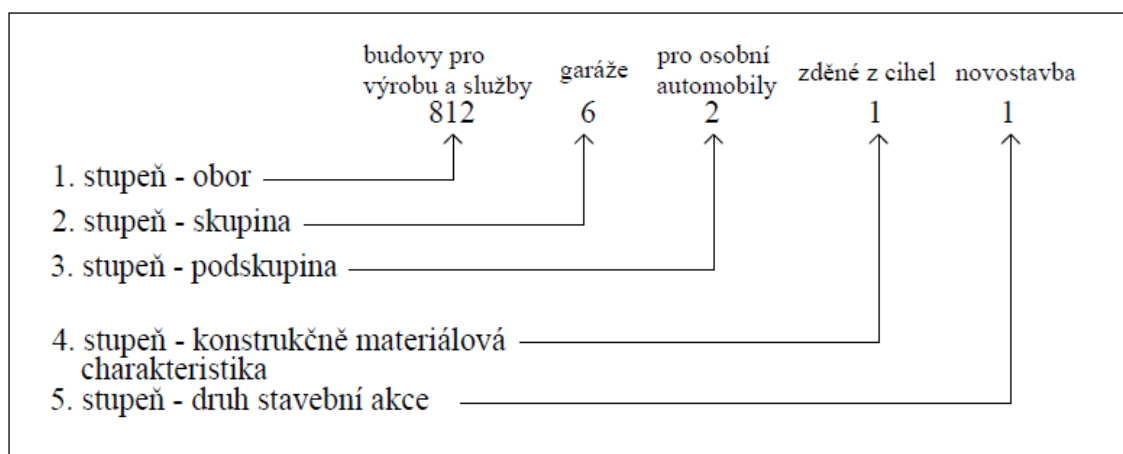 budovy pro
výrobu a služby
garáže
pro osobní
automobily
zděné z cihel
novostavba
812 6 2 1 1
1. stupeň - obor
2. stupeň - skupina
3. stupeň - podskupina
4. stupeň - konstrukčně materiálová
charakteristika
5. stupeň - druh stavební akce